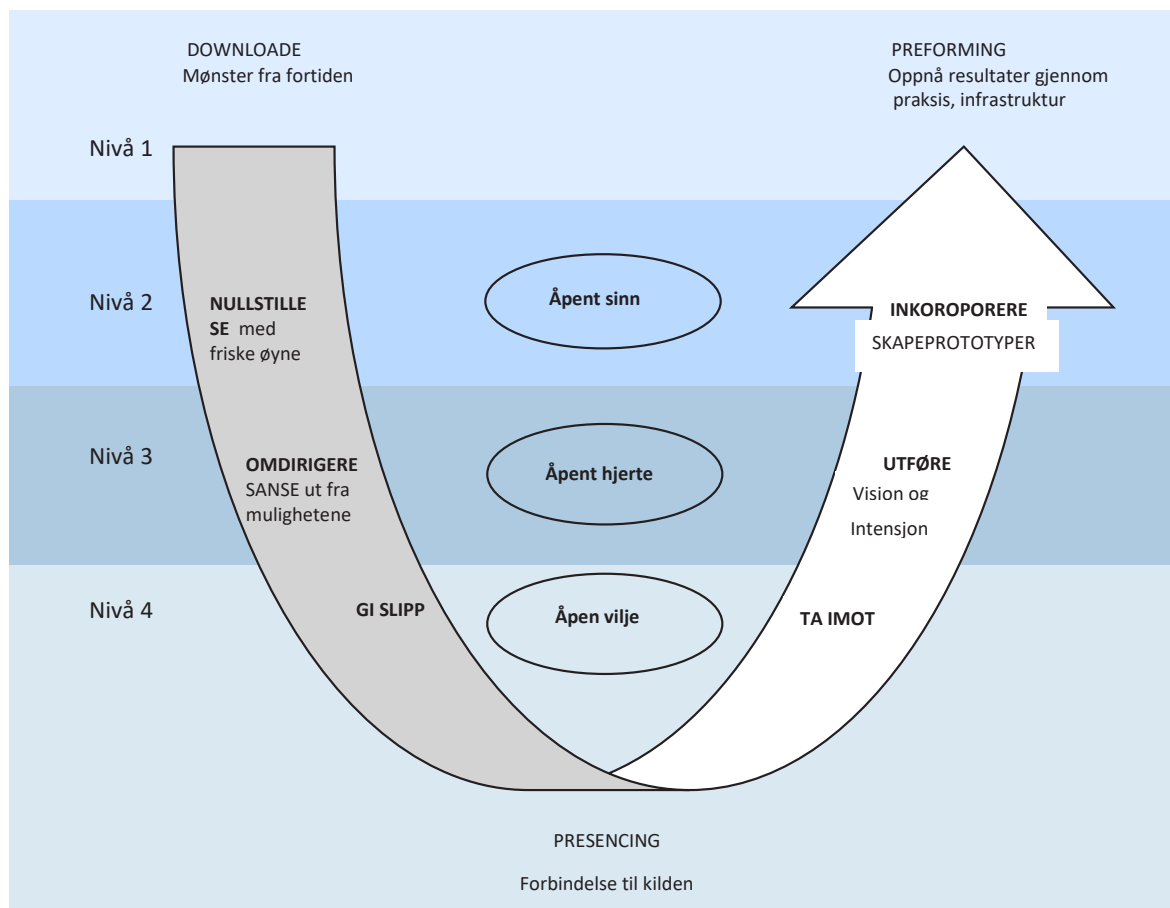 DOWNLOADE
Mønster fra fortiden
PREFORMING
Oppnå resultater gjennom
praksis, infrastruktur
Nivå 1
Nivå 2
NULLSTILLE
SE med
friske øyne
Åpent sinn
INKOROPORERE
SKAPEPROTOTYPER
Nivå 3
OMDIRIGERE
SANSE ut fra
mulighetene
Åpent hjerte
UTFØRE
Vision og
Intensjon
Nivå 4
GI SLIPP
Åpen vilje
TA IMOT
PRESENCING
Forbindelse til kilden